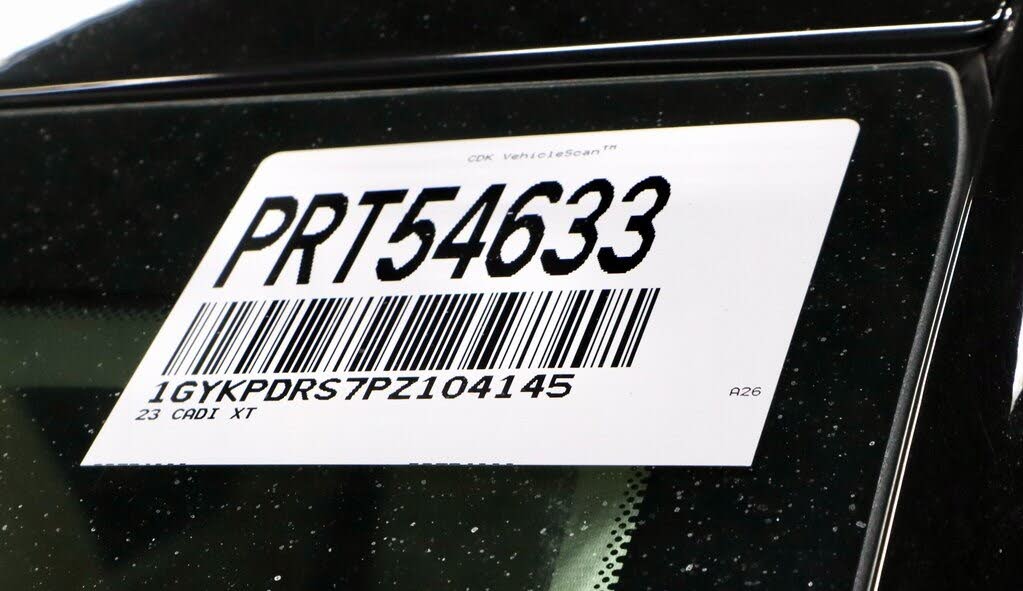 CDK VehicleScan™
PRT54633
1GYKPDRS7PZ104145
23 CADI XT
A26